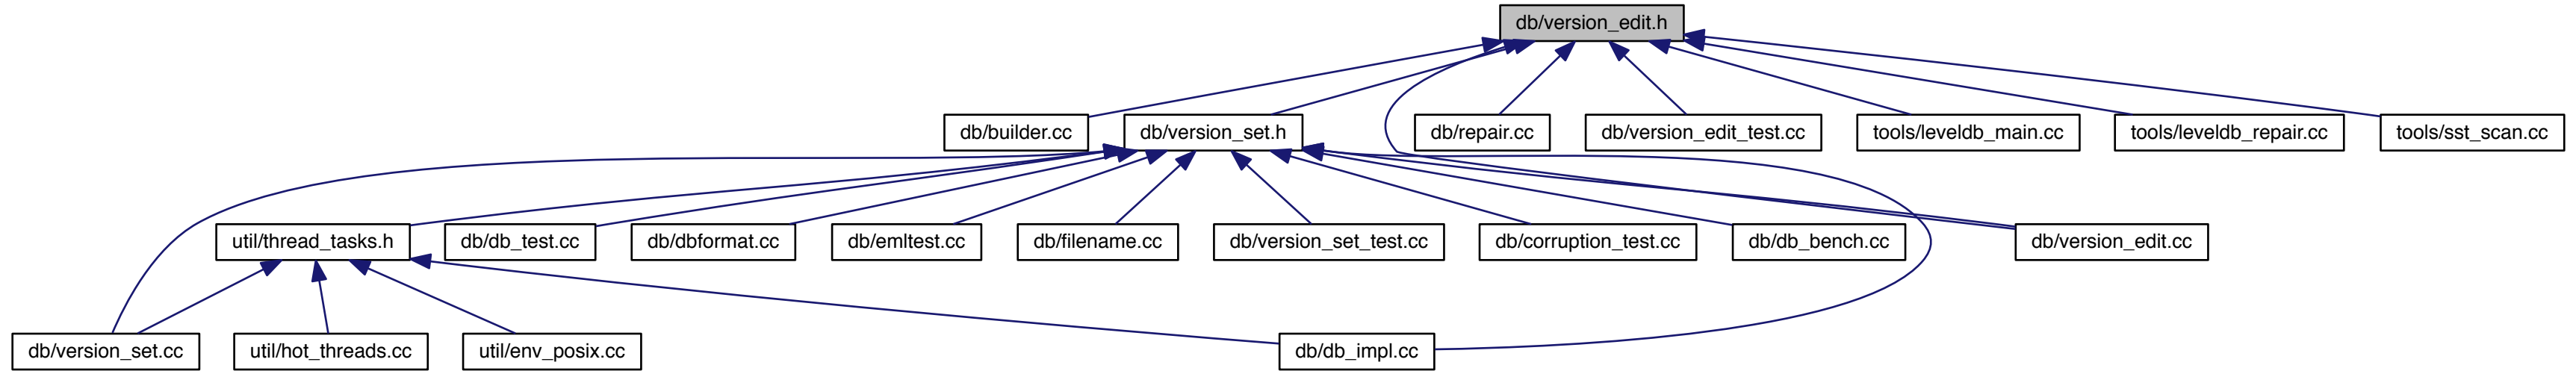 db/version_edit.h
db/builder.cc
db/version_set.h
db/repair.cc
db/version_edit_test.cc
tools/leveldb_main.cc
tools/leveldb_repair.cc
tools/sst_scan.cc
util/thread_tasks.h
db/db_test.cc
db/dbformat.cc
db/emltest.cc
db/filename.cc
db/version_set_test.cc
db/corruption_test.cc
db/db_bench.cc
db/version_edit.cc
db/version_set.cc
util/hot_threads.cc
util/env_posix.cc
db/db_impl.cc